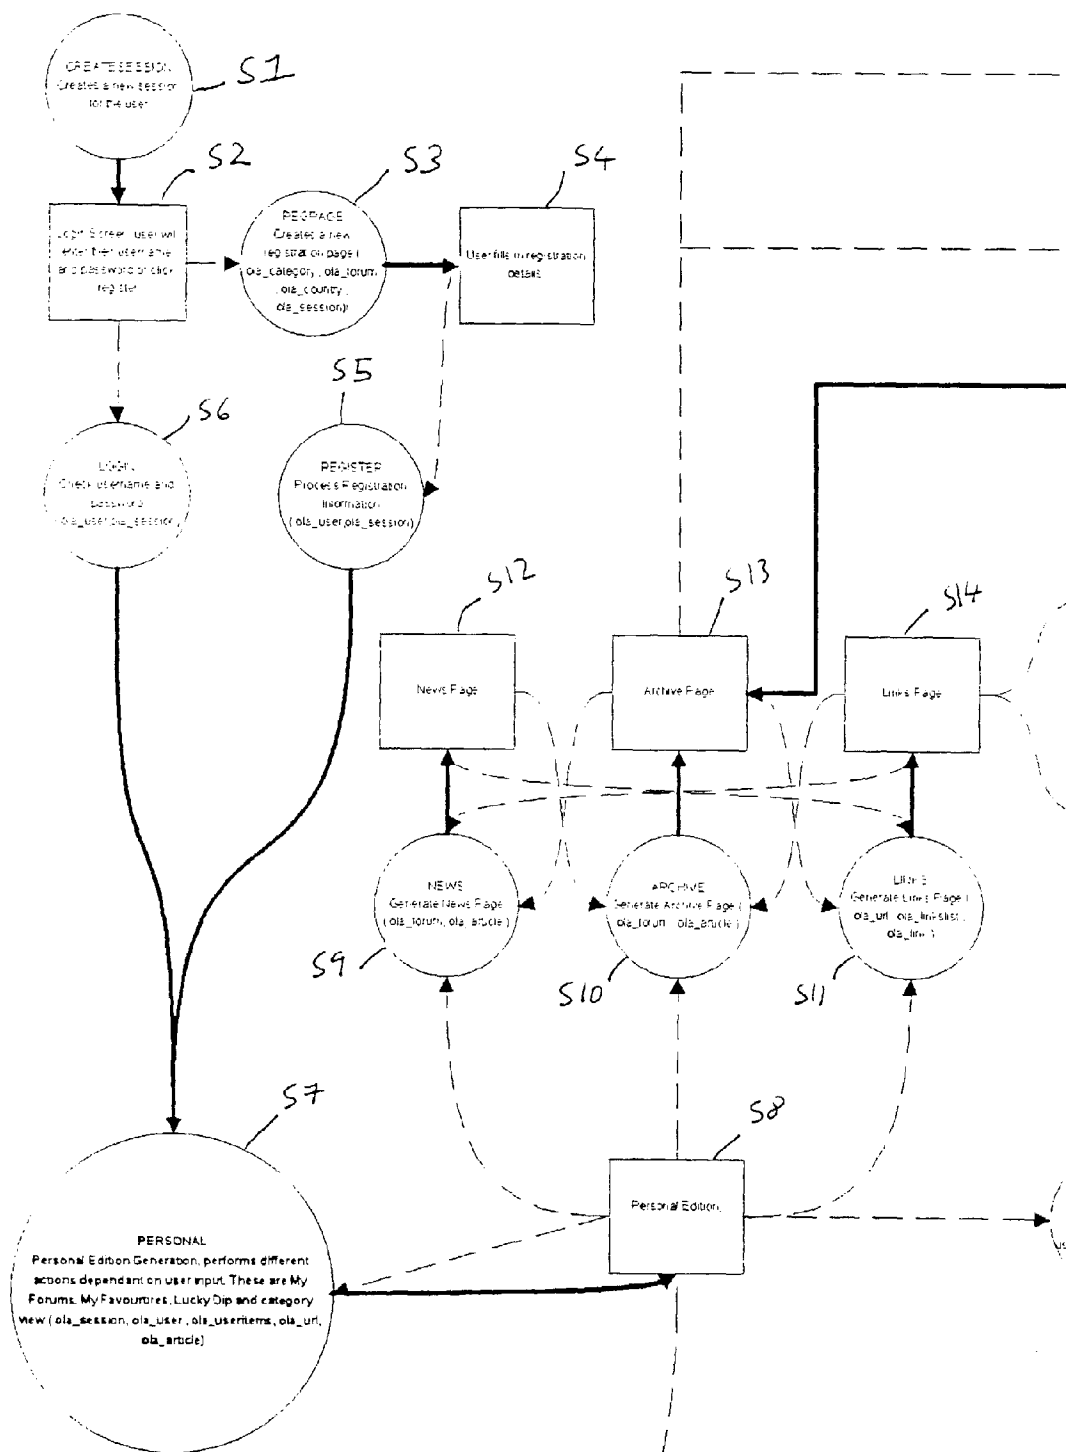 CREATESESSION
Creates a new session
for the user
S1
S2
Login Screen, user will
enter their username
and password or click
register
S3
REGPAGE
Creates a new
registration page (
ola_category, ola_forum
, ola_country,
ola_session)
S4
User fills in registration
details
S6
LOGIN
Check username and
password
(ola_user,ola_session)
S5
REGISTER
Process Registration
Information
( ola_user,ola_session)
S12
News Page
S13
Archive Page
S14
Links Page
NEWS
Generate News Page
( ola_forum, ola_article )
S9
ARCHIVE
Generate Archive Page (
ola_forum, ola_article )
S10
LINKS
Generate Links Page (
ola_url, ola_linkslist,
ola_link )
S11
S7
PERSONAL
Personal Edition Generation, performs different
actions dependant on user input. These are My
Forums, My Favourites, Lucky Dip and category
view ( ola_session, ola_user, ola_useritems, ola_url,
ola_article)
S8
Personal Edition,
us